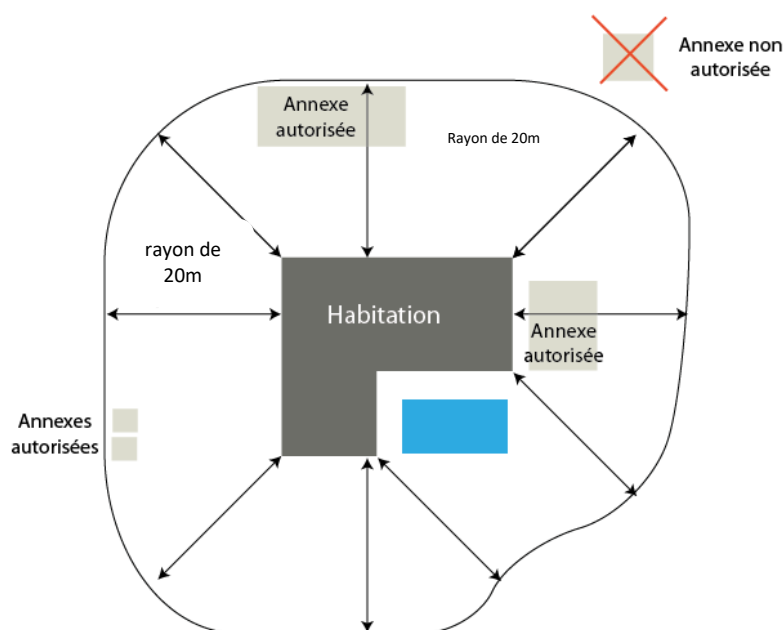 Annexe non
autorisée
Annexe
autorisée
Rayon de 20m
rayon de
20m
Habitation
Annexe
autorisée
Annexes
autorisées